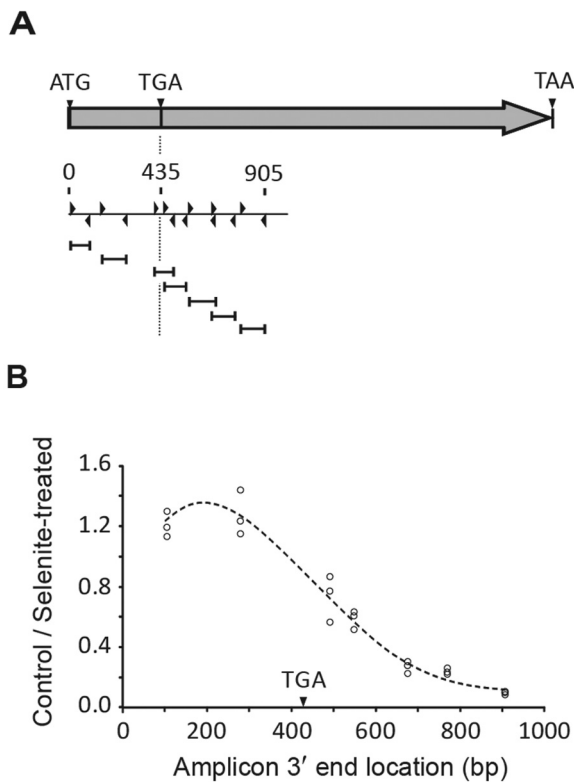 A
ATG TGA TAA
0 435 905
B
Control / Selenite-treated
1.6
1.2
0.8
0.4
0.0
TGA
0 200 400 600 800 1000
Amplicon 3′ end location (bp)